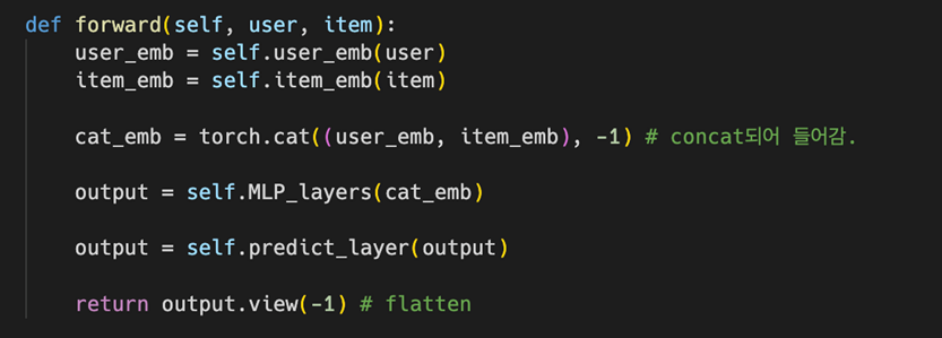 def forward(self, user, item):
    user_emb = self.user_emb(user)
    item_emb = self.item_emb(item)
    cat_emb = torch.cat((user_emb, item_emb), -1) # concat되어 들어감.
    output = self.MLP_layers(cat_emb)
    output = self.predict_layer(output)
    return output.view(-1) # flatten